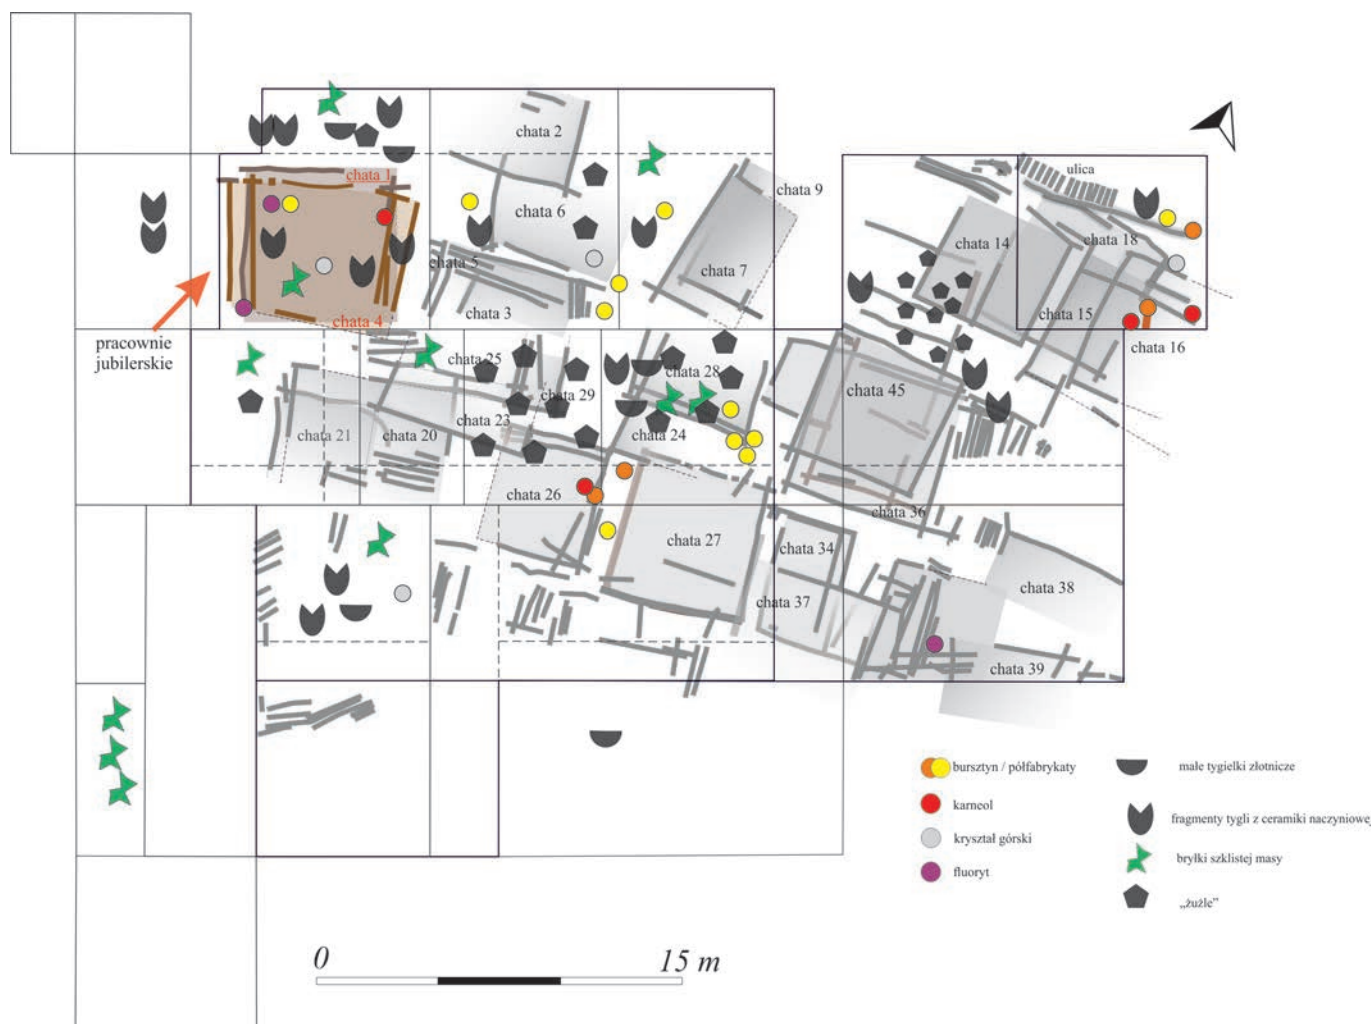 chata 2
chata 1
chata 9
ulica
chata 6
chata 14
chata 18
chata 5
chata 7
chata 3
chata 4
chata 15
pracownie
jubilerskie
chata 16
chata 25
chata 28
chata 29
chata 45
chata 23
chata 21
chata 20
chata 24
chata 26
chata 36
chata 27
chata 34
chata 38
chata 37
chata 39
bursztyn / półfabrykaty
małe tygielki złotnicze
karneol
fragmenty tygli z ceramiki naczyniowej
kryształ górski
bryłki szklistej masy
fluoryt
„żużle”
0
15 m